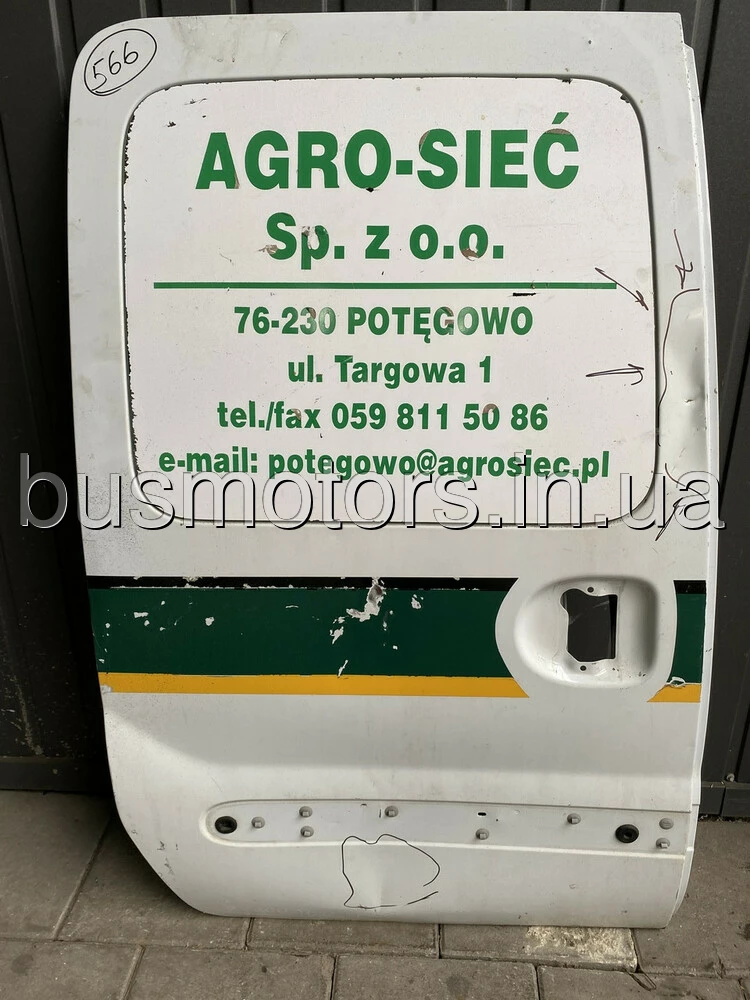 566
AGRO-SIEĆ
Sp. z o.o.
76-230 POTĘGOWO
ul. Targowa 1
tel./fax 059 811 50 86
e-mail: potegowo@agrosiec.pl
busmotors.in.ua